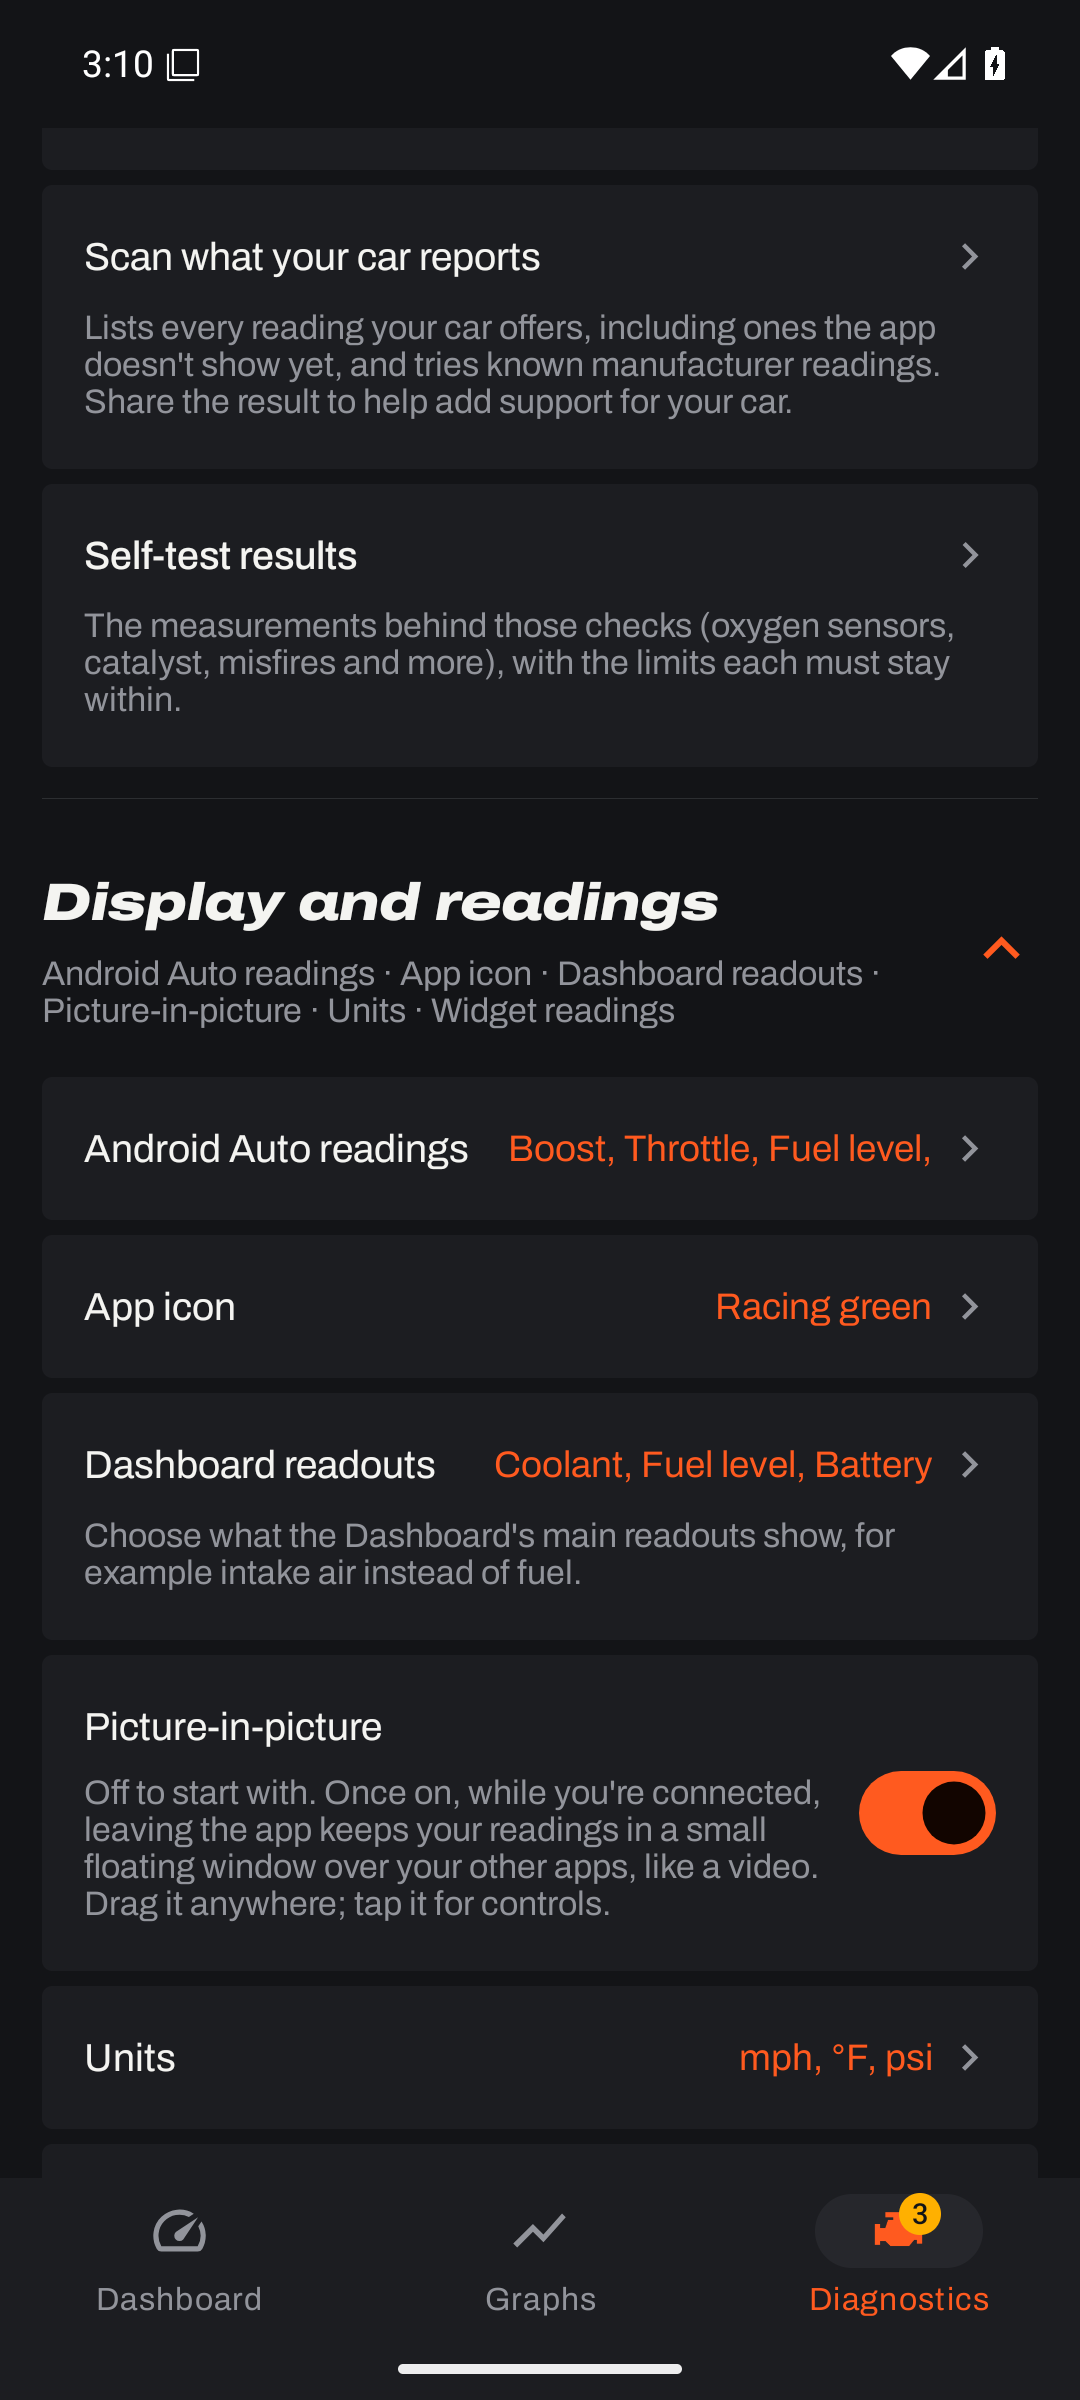 3:10
Scan what your car reports
Lists every reading your car offers, including ones the app
doesn't show yet, and tries known manufacturer readings.
Share the result to help add support for your car.
Self-test results
The measurements behind those checks (oxygen sensors,
catalyst, misfires and more), with the limits each must stay
within.
Display and readings
Android Auto readings · App icon · Dashboard readouts ·
Picture-in-picture · Units · Widget readings
Android Auto readings Boost, Throttle, Fuel level,
App icon Racing green
Dashboard readouts Coolant, Fuel level, Battery
Choose what the Dashboard's main readouts show, for
example intake air instead of fuel.
Picture-in-picture
Off to start with. Once on, while you're connected,
leaving the app keeps your readings in a small
floating window over your other apps, like a video.
Drag it anywhere; tap it for controls.
Units mph, °F, psi
3
Dashboard Graphs Diagnostics